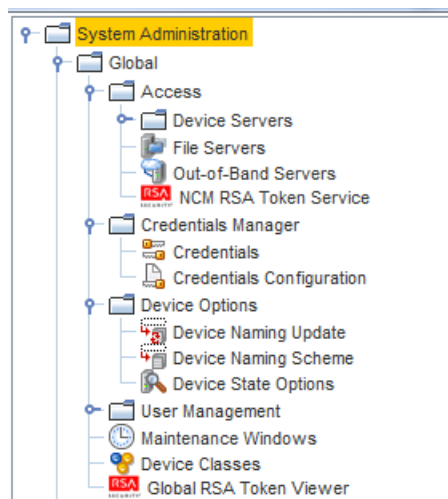 System Administration
Global
Access
Device Servers
File Servers
Out-of-Band Servers
RSA SECURITY NCM RSA Token Service
Credentials Manager
Credentials
Credentials Configuration
Device Options
Device Naming Update
Device Naming Scheme
Device State Options
User Management
Maintenance Windows
Device Classes
RSA SECURITY Global RSA Token Viewer